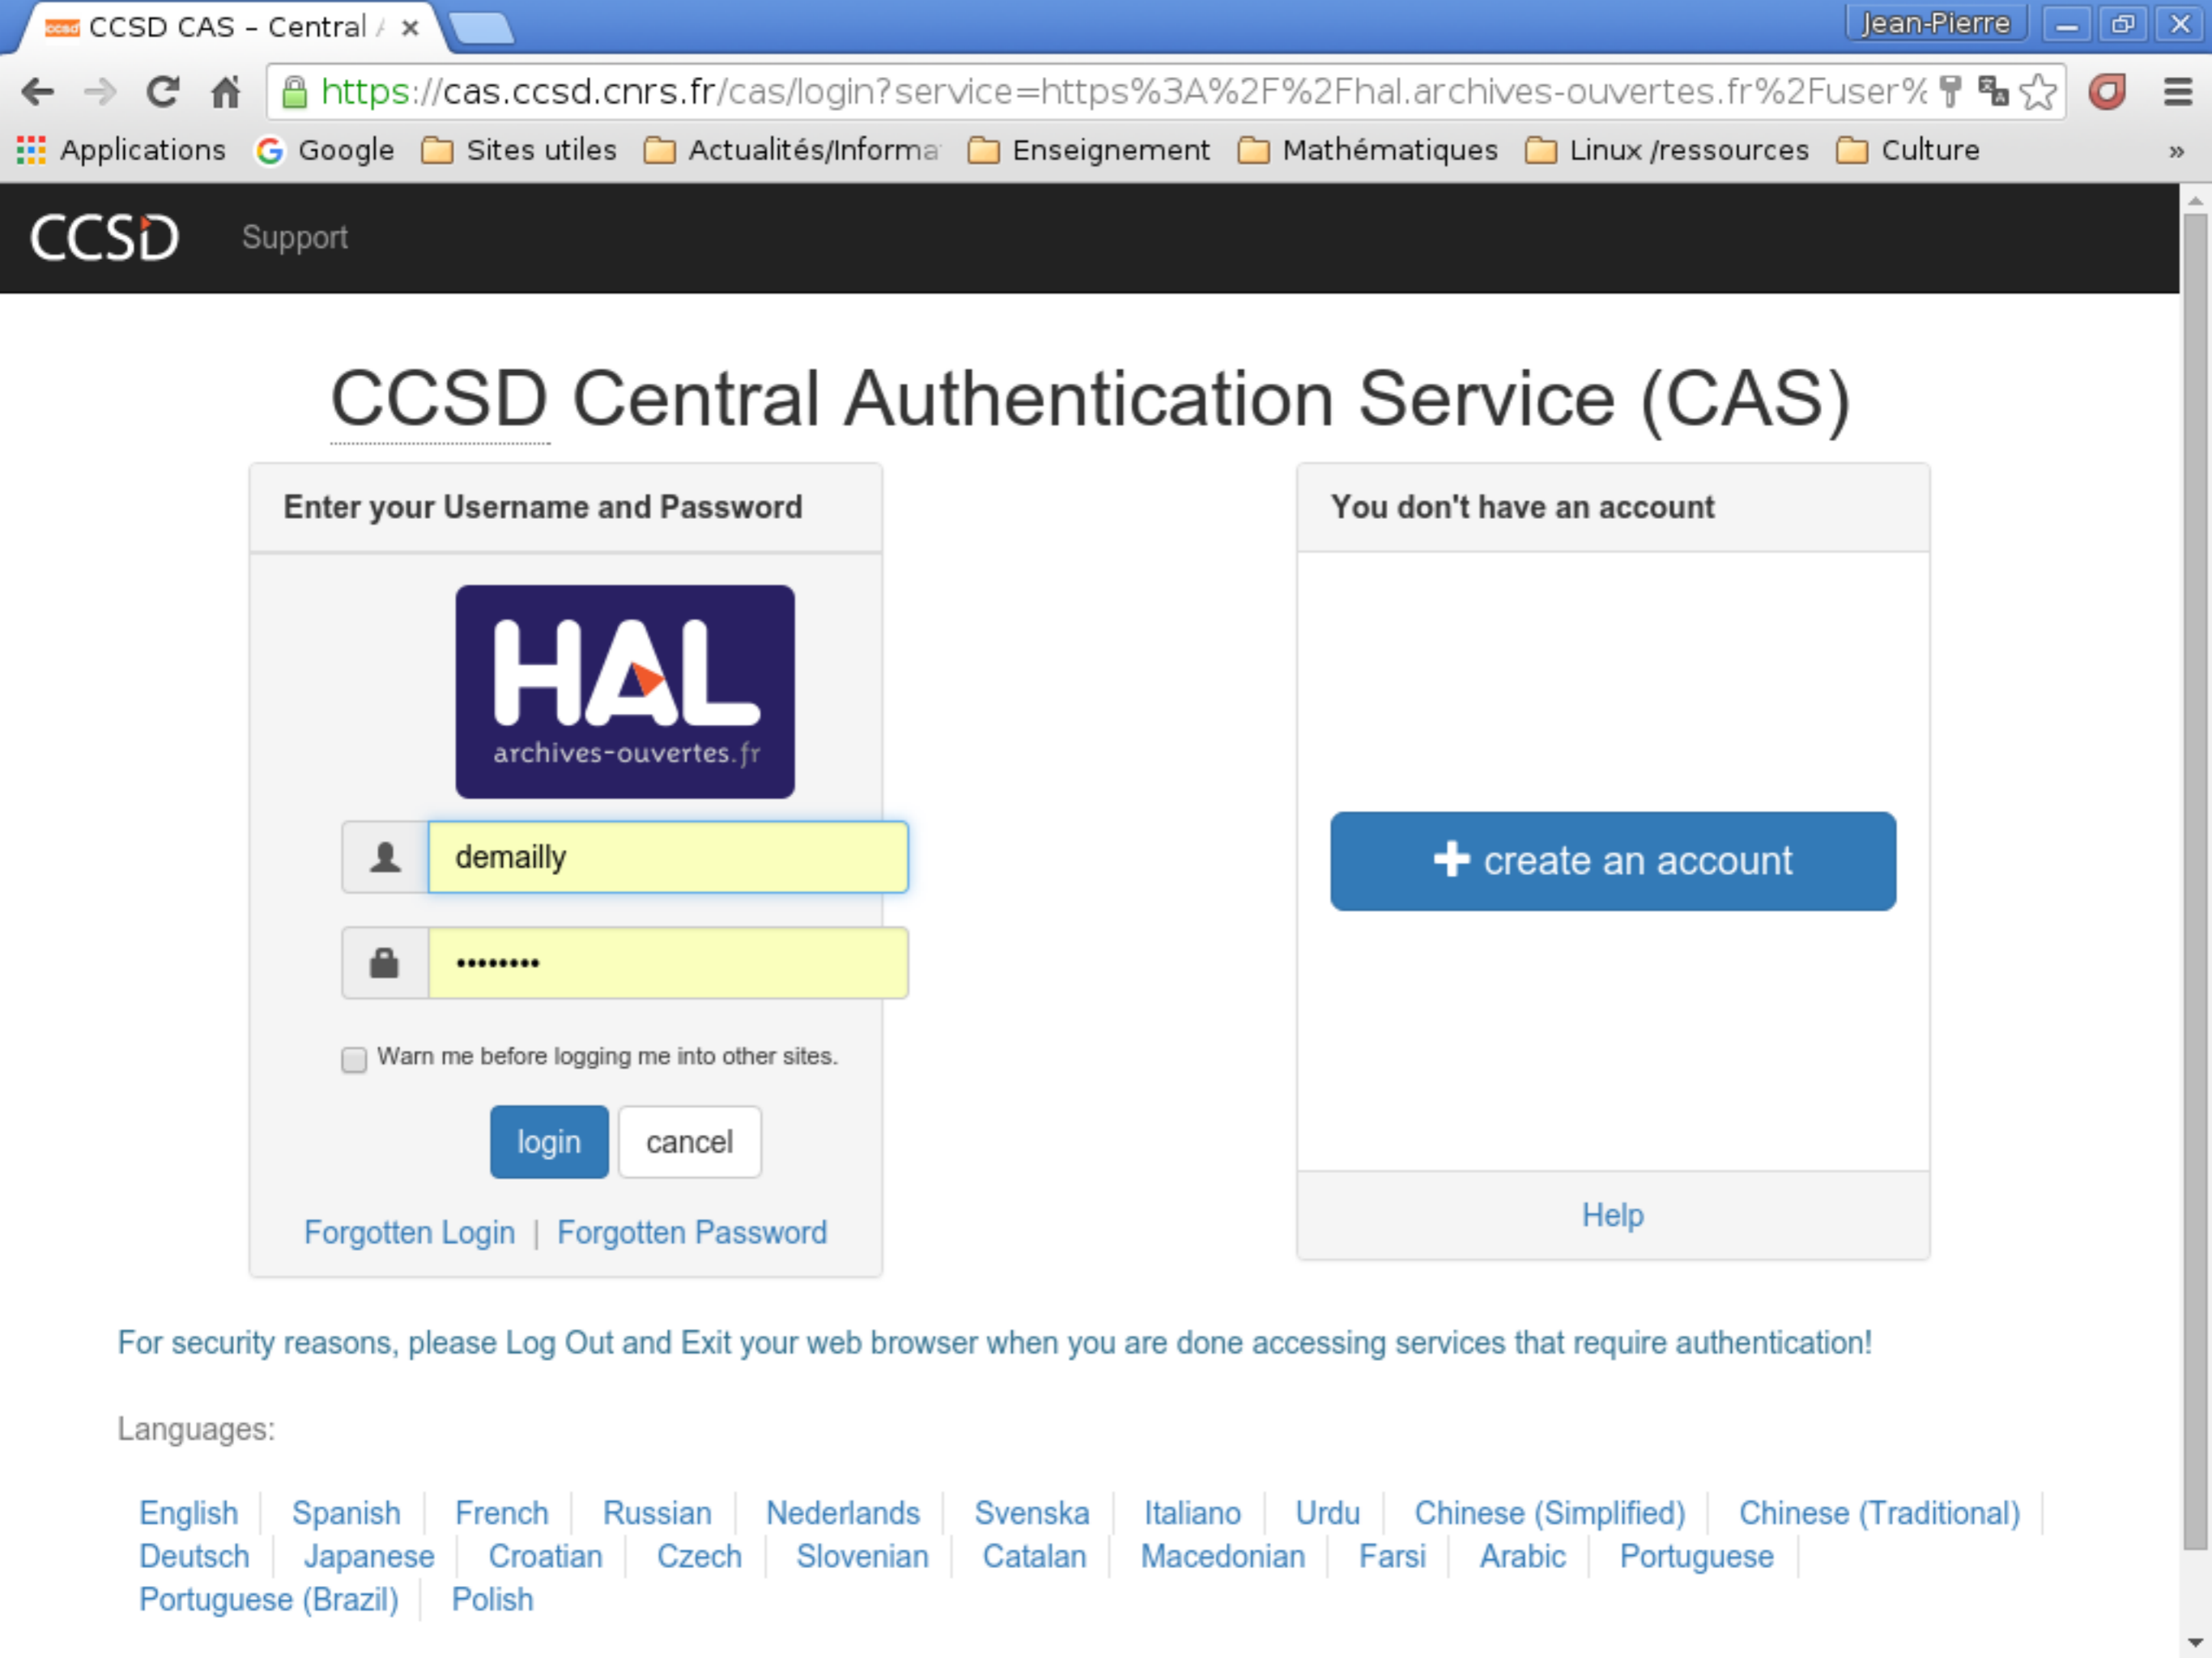 CCSD CAS – Central
Jean-Pierre
https://cas.ccsd.cnrs.fr/cas/login?service=https%3A%2F%2Fhal.archives-ouvertes.fr%2Fuser%
Applications Google Sites utiles Actualités/Informa Enseignement Mathématiques Linux /ressources Culture »
CCSD Support
CCSD Central Authentication Service (CAS)
Enter your Username and Password
HAL
archives-ouvertes.fr
demailly
••••••••
Warn me before logging me into other sites.
login cancel
Forgotten Login | Forgotten Password
You don't have an account
create an account
Help
For security reasons, please Log Out and Exit your web browser when you are done accessing services that require authentication!
Languages:
English Spanish French Russian Nederlands Svenska Italiano Urdu Chinese (Simplified) Chinese (Traditional)
Deutsch Japanese Croatian Czech Slovenian Catalan Macedonian Farsi Arabic Portuguese
Portuguese (Brazil) Polish